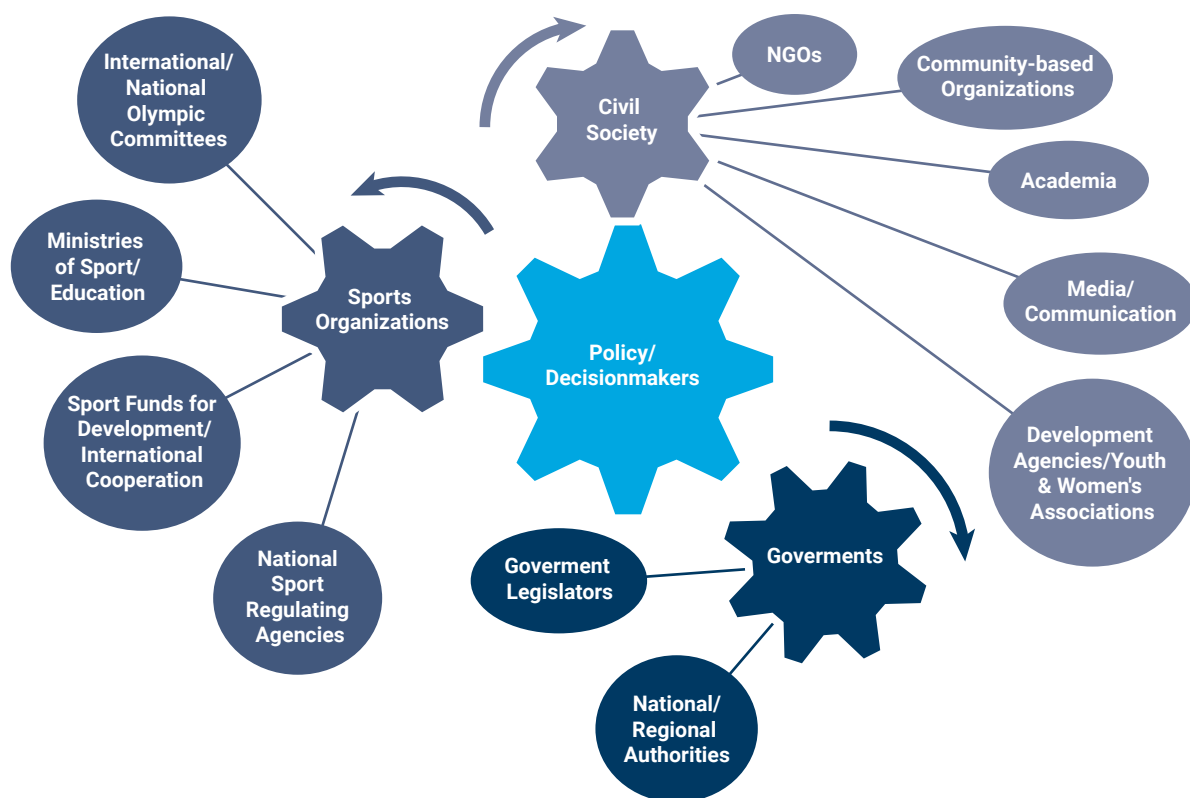 International/
National
Olympic
Committees
Ministries
of Sport/
Education
Sport Funds for
Development/
International
Cooperation
National
Sport
Regulating
Agencies
Sports
Organizations
Civil
Society
NGOs
Community-based
Organizations
Academia
Media/
Communication
Development
Agencies/Youth
& Women's
Associations
Policy/
Decisionmakers
Goverments
Goverment
Legislators
National/
Regional
Authorities